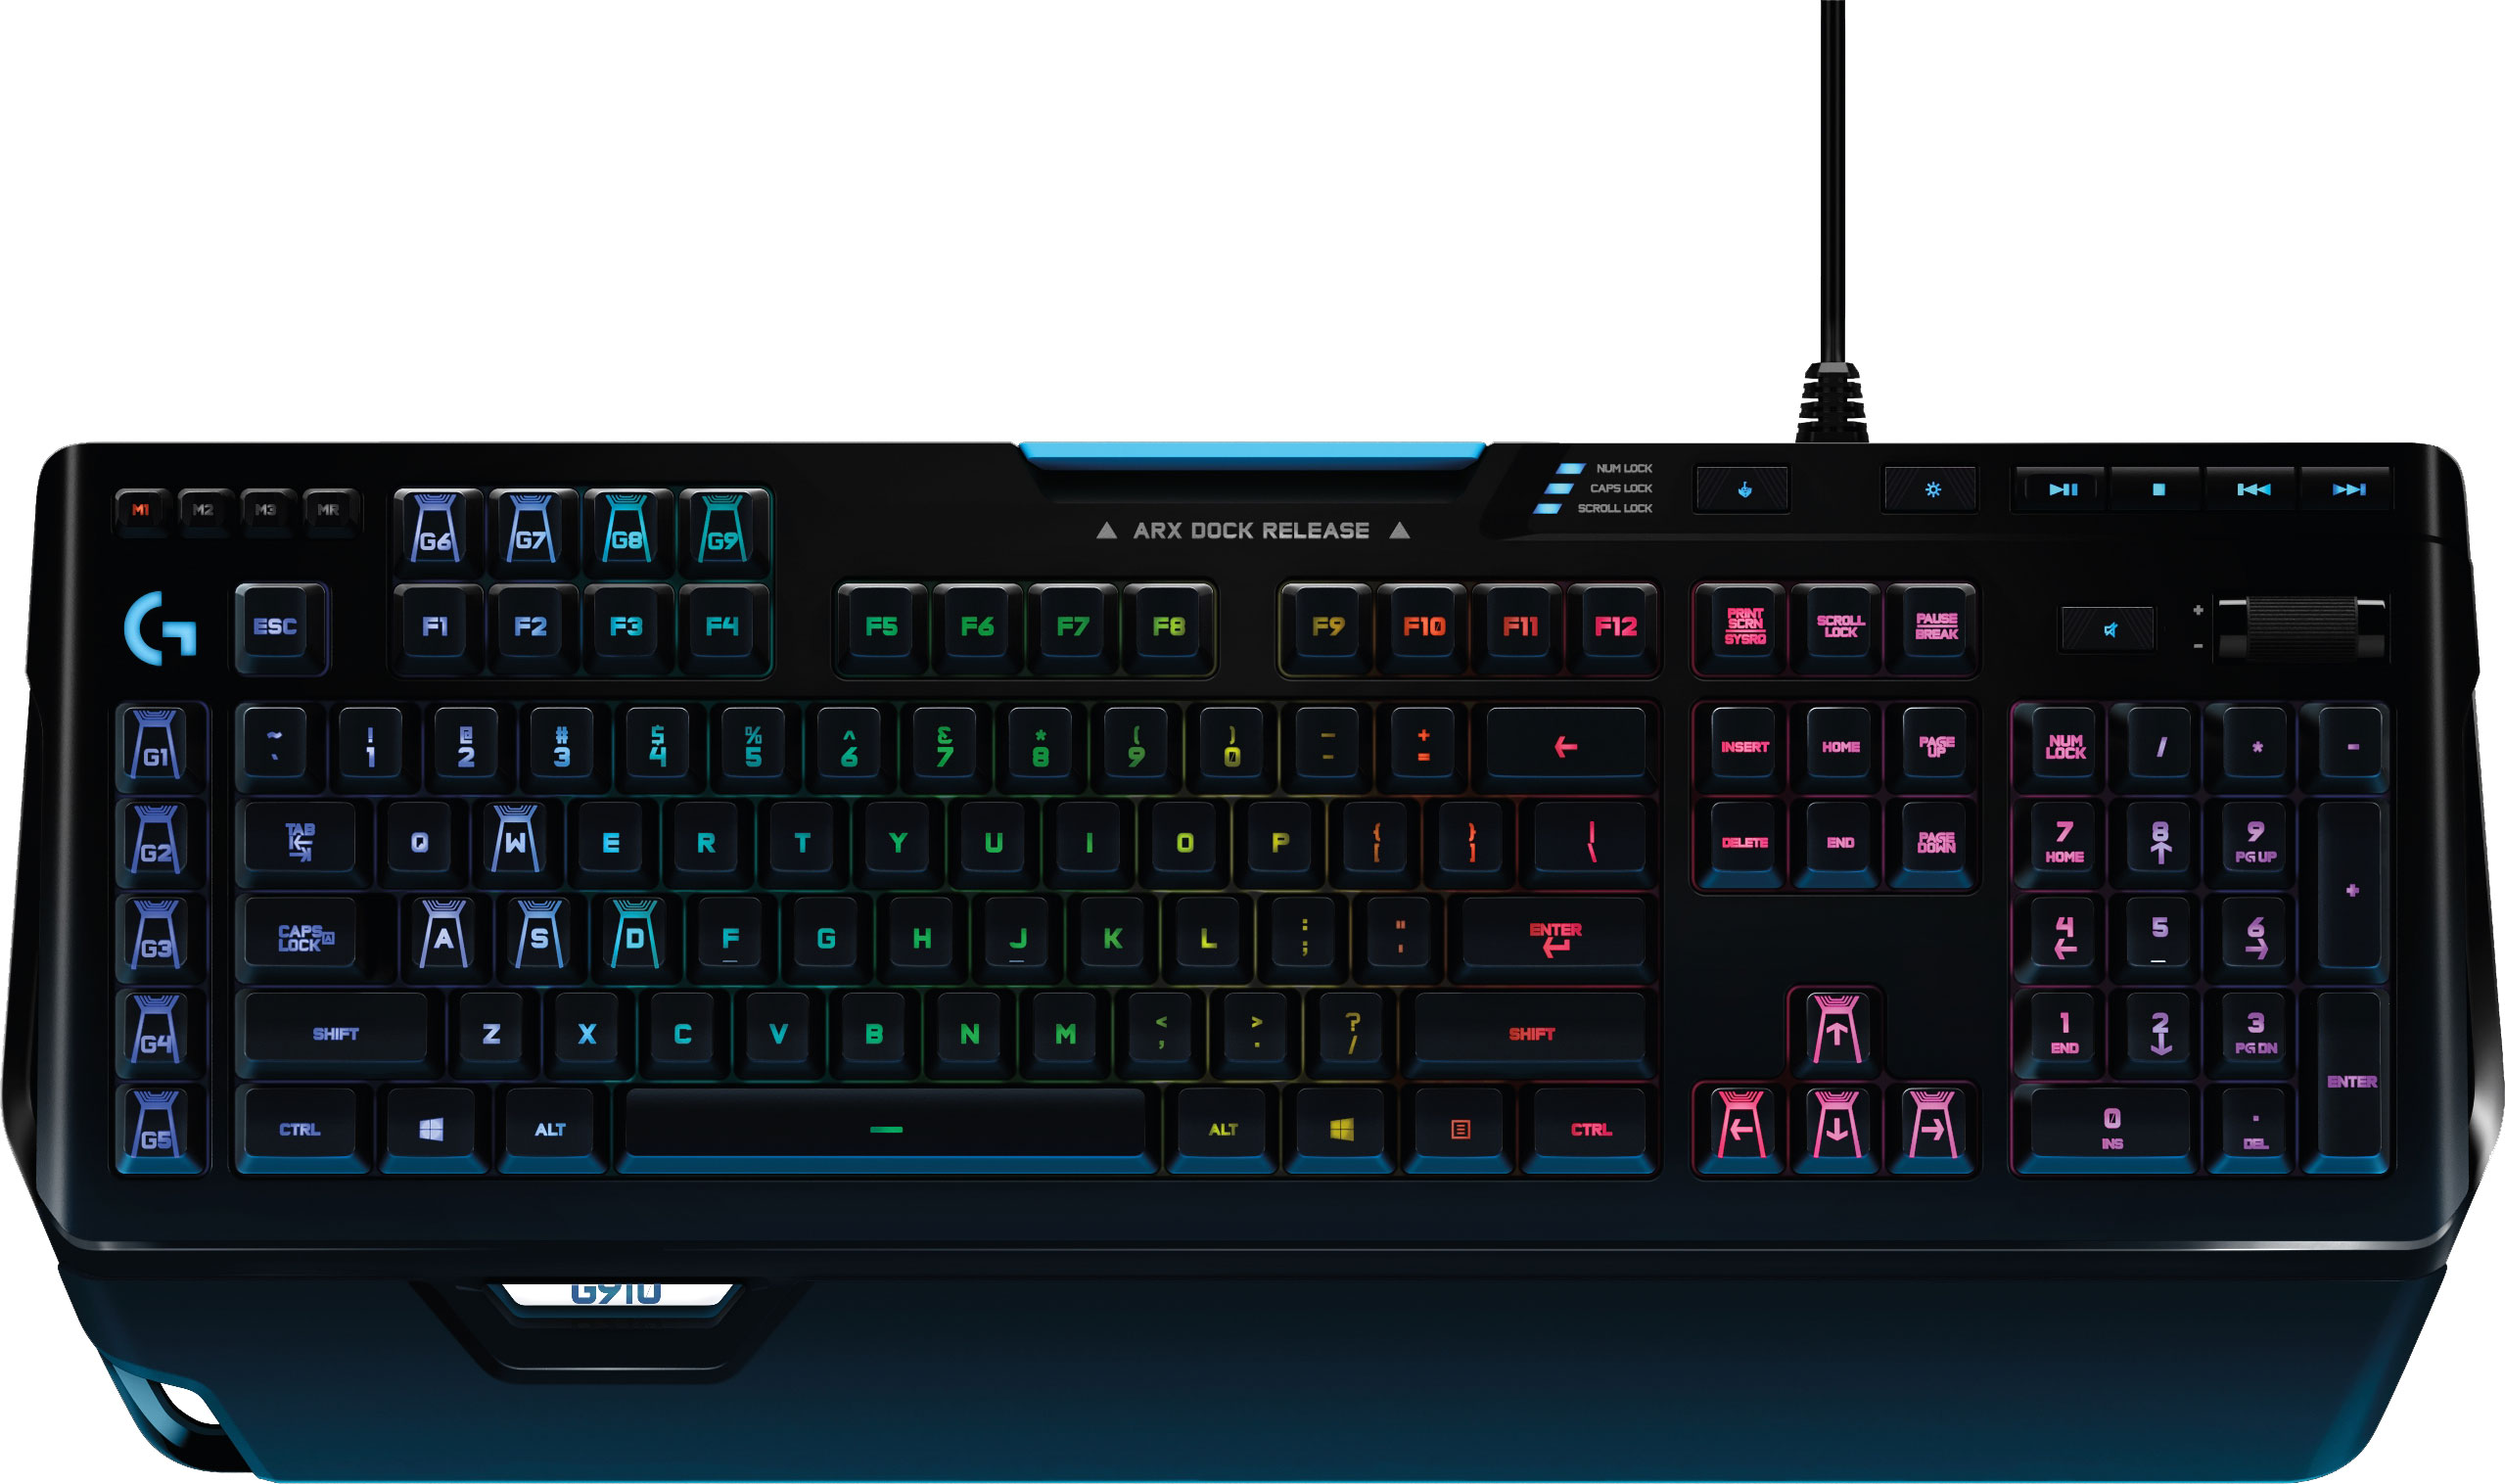 NUM LOCK
CAPS LOCK
SCROLL LOCK
M1 M2 M3 MR G6 G7 G8 G9
▲ ARX DOCK RELEASE ▲
ESC F1 F2 F3 F4 F5 F6 F7 F8 F9 F10 F11 F12 PRINT SCRN SYSRQ SCROLL LOCK PAUSE BREAK + -
G1 ~ ` ! 1 @ 2 # 3 $ 4 % 5 ^ 6 & 7 * 8 ( 9 ) 0 _ - + = ← INSERT HOME PAGE UP NUM LOCK / * -
G2 TAB Q W E R T Y U I O P { [ } ] | \ DELETE END PAGE DOWN 7 HOME 8 ↑ 9 PG UP +
G3 CAPS LOCK A A S D F G H J K L : ; " ' ENTER 4 ← 5 6 →
G4 SHIFT Z X C V B N M < , > . ? / SHIFT ↑ 1 END 2 ↓ 3 PG DN ENTER
G5 CTRL ALT ALT CTRL ← ↓ → 0 INS . DEL
G910